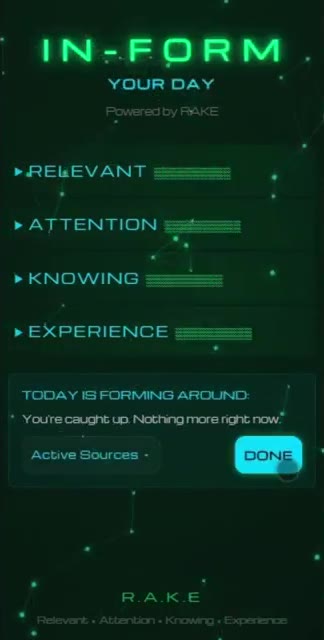 IN-FORM
YOUR DAY
Powered by RAKE
RELEVANT
ATTENTION
KNOWING
EXPERIENCE
TODAY IS FORMING AROUND:
You're caught up. Nothing more right now.
Active Sources
DONE
R.A.K.E
Relevant • Attention • Knowing • Experience